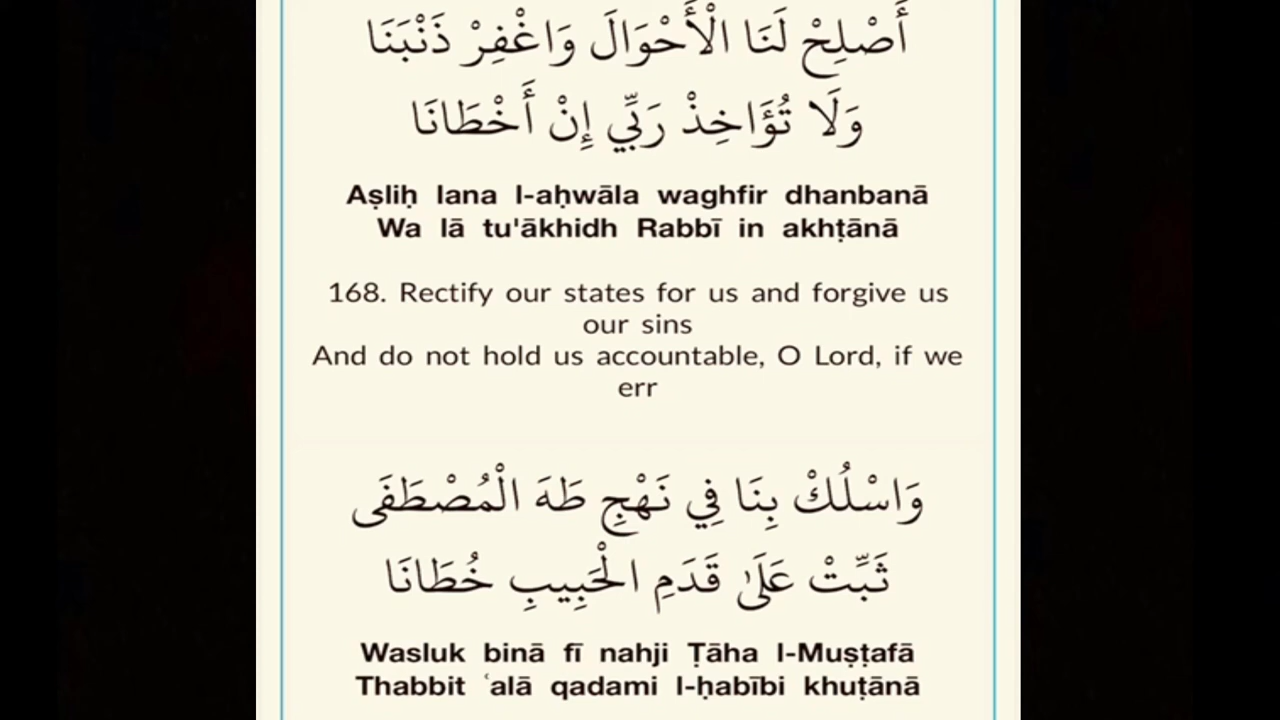 أَصْلِحْ لَنَا الْأَحْوَالَ وَاغْفِرْ ذَنْبَنَا
وَلَا تُؤَاخِذْ رَبِّي إِنْ أَخْطَانَا
Aṣliḥ lana l-aḥwāla waghfir dhanbanā
Wa lā tu'ākhidh Rabbī in akhṭānā
168. Rectify our states for us and forgive us
our sins
And do not hold us accountable, O Lord, if we
err
وَاسْلُكْ بِنَا فِي نَهْجِ طَهَ الْمُصْطَفَى
ثَبِّتْ عَلَىٰ قَدَمِ الْحَبِيبِ خُطَانَا
Wasluk binā fī nahji Ṭāha l-Muṣṭafā
Thabbit ʿalā qadami l-ḥabībi khuṭānā